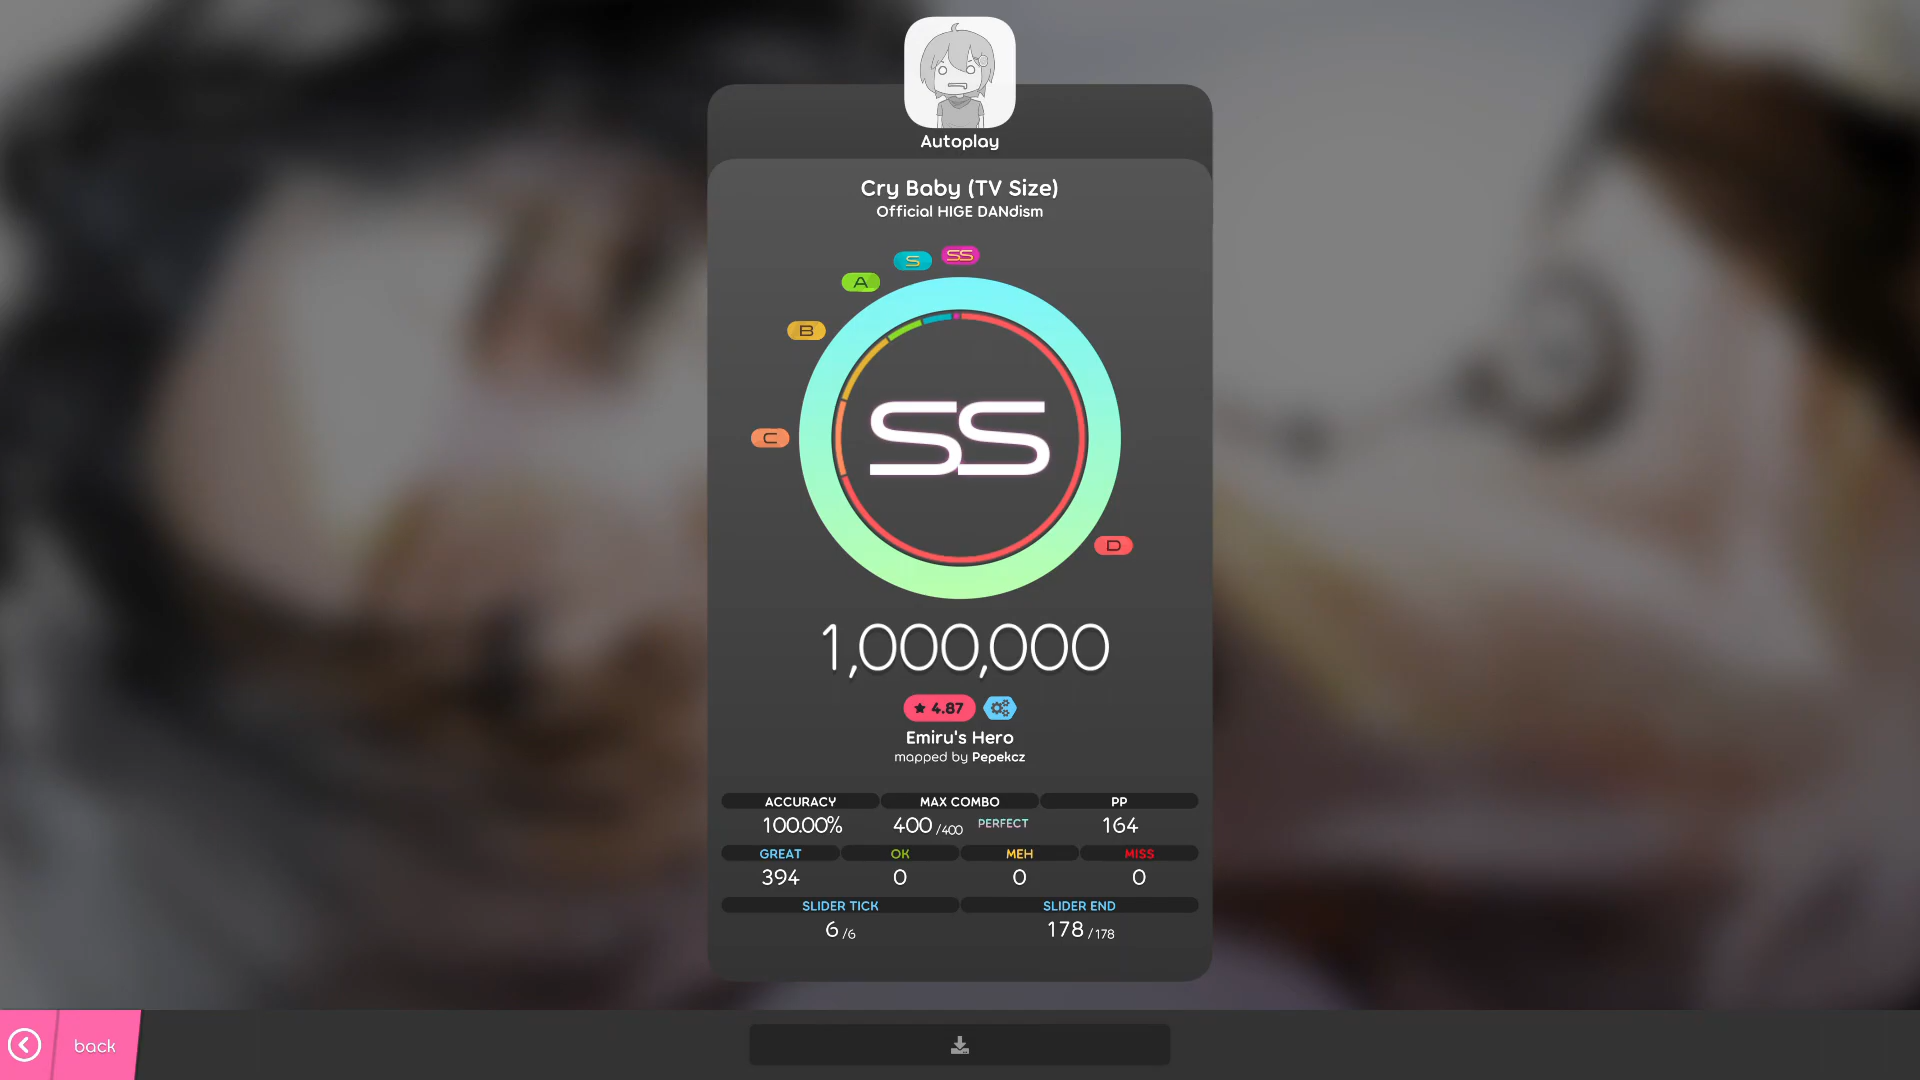 Autoplay
Cry Baby (TV Size)
Official HIGE DANdism
S SS
A
B
SS
C
D
1,000,000
4.87
Emiru's Hero
mapped by Pepekcz
ACCURACY MAX COMBO PP
100.00% 400 /400 PERFECT 164
GREAT OK MEH MISS
394 0 0 0
SLIDER TICK SLIDER END
6 /6 178 /178
back